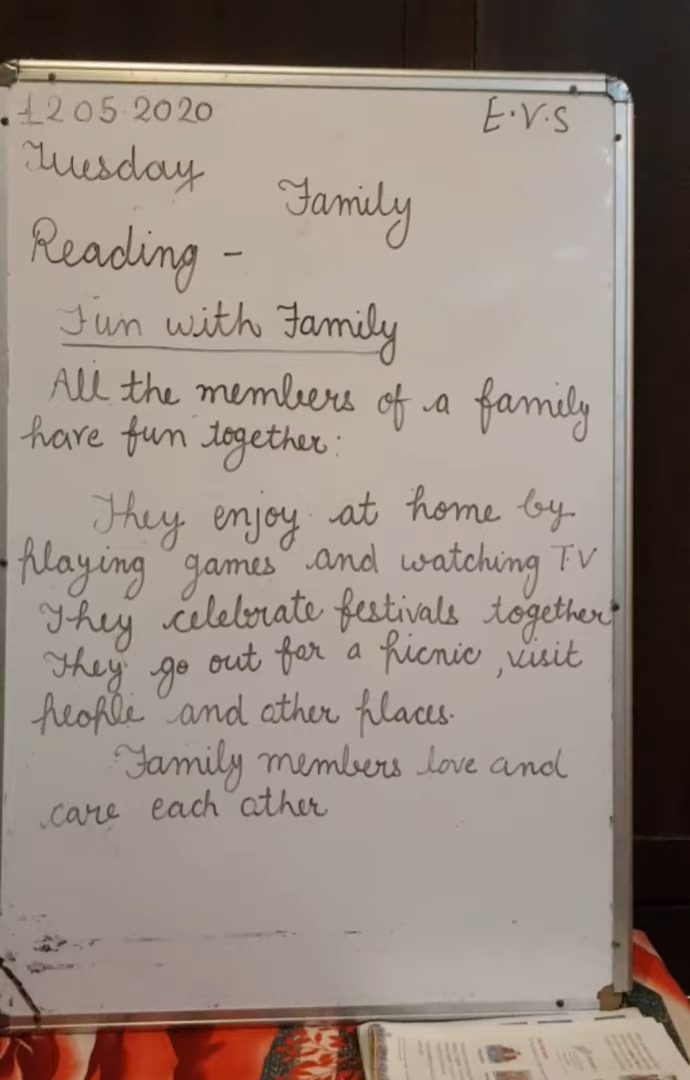 12 05 2020 E.V.S
Tuesday
Family
Reading -
Fun with Family
All the members of a family
have fun together:
They enjoy at home by
playing games and watching TV
They celebrate festivals together
They go out for a picnic, visit
people and other places.
Family members love and
care each other